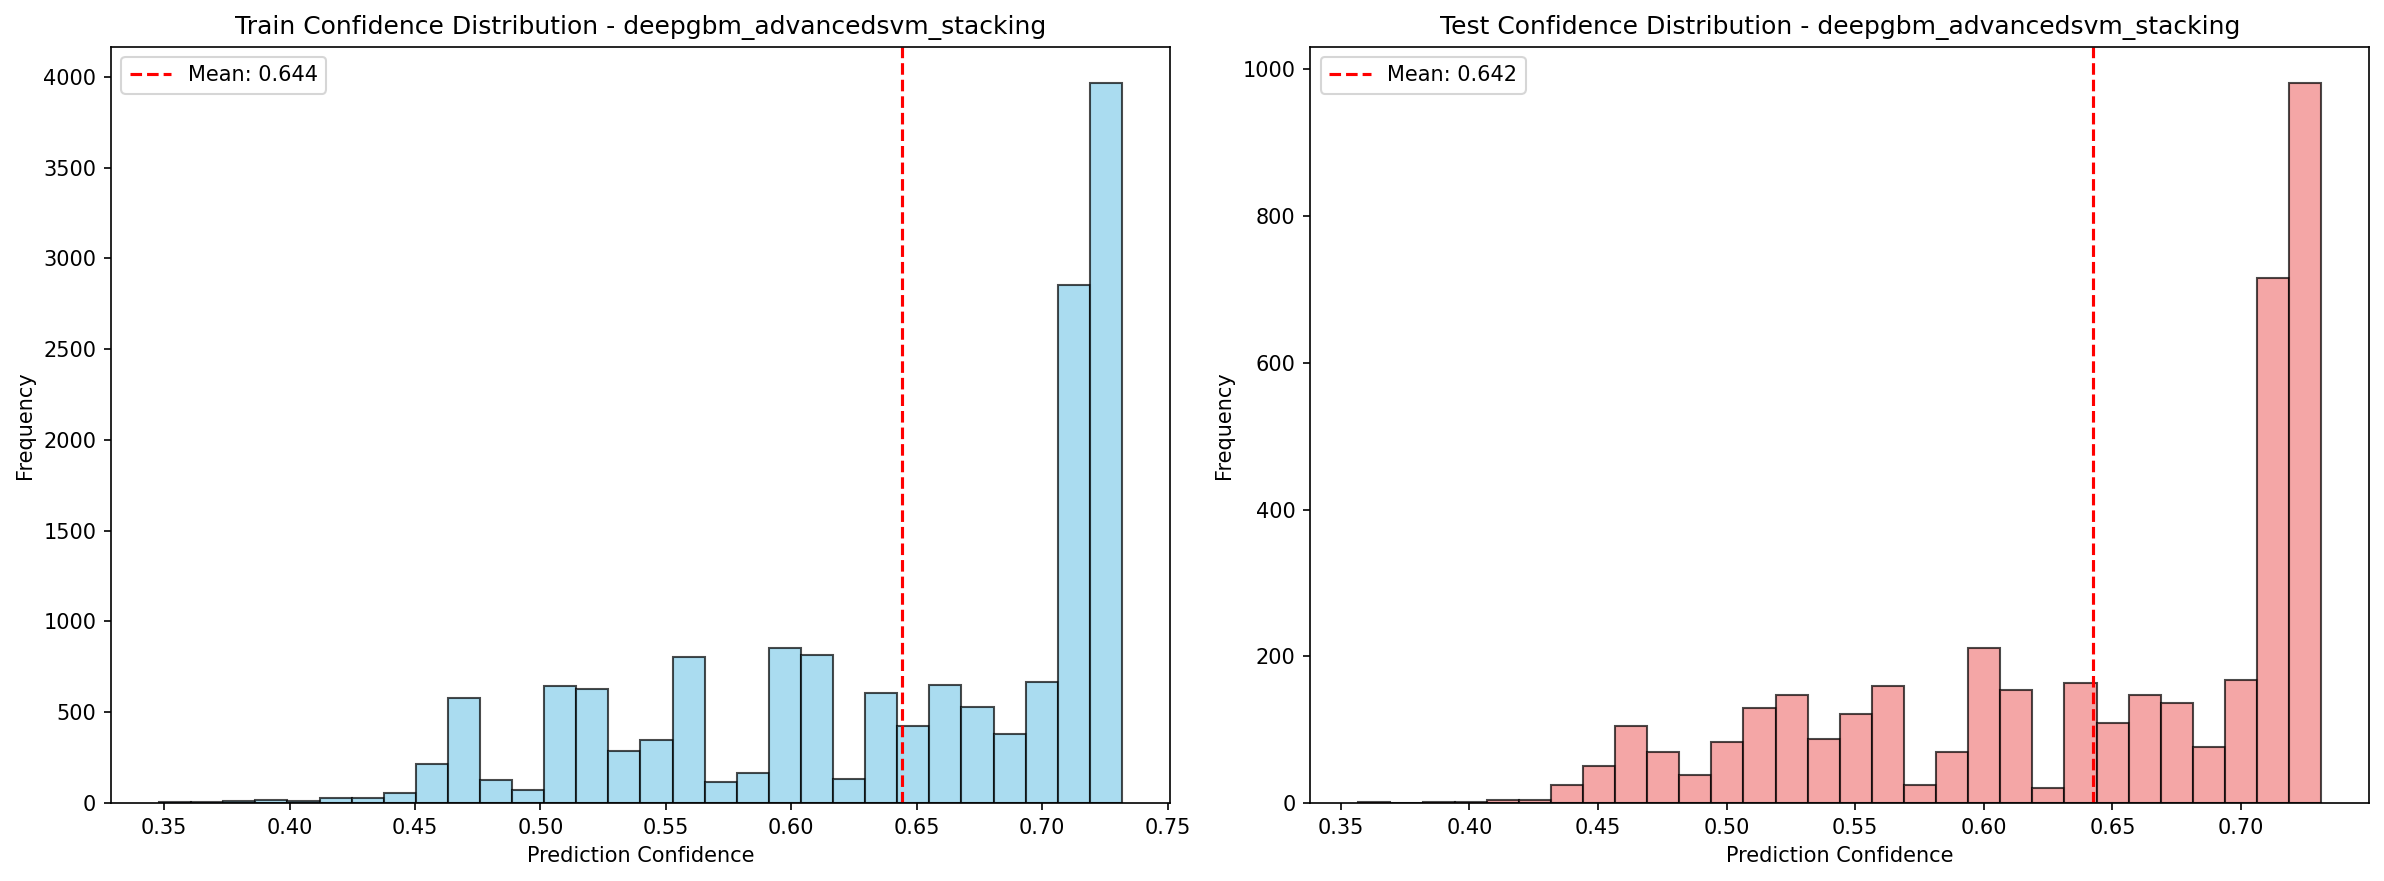 Train Confidence Distribution - deepgbm_advancedsvm_stacking
Mean: 0.644
4000
3500
3000
2500
2000
1500
1000
500
0
Frequency
0.35 0.40 0.45 0.50 0.55 0.60 0.65 0.70 0.75
Prediction Confidence
Test Confidence Distribution - deepgbm_advancedsvm_stacking
Mean: 0.642
1000
800
600
400
200
0
Frequency
0.35 0.40 0.45 0.50 0.55 0.60 0.65 0.70
Prediction Confidence